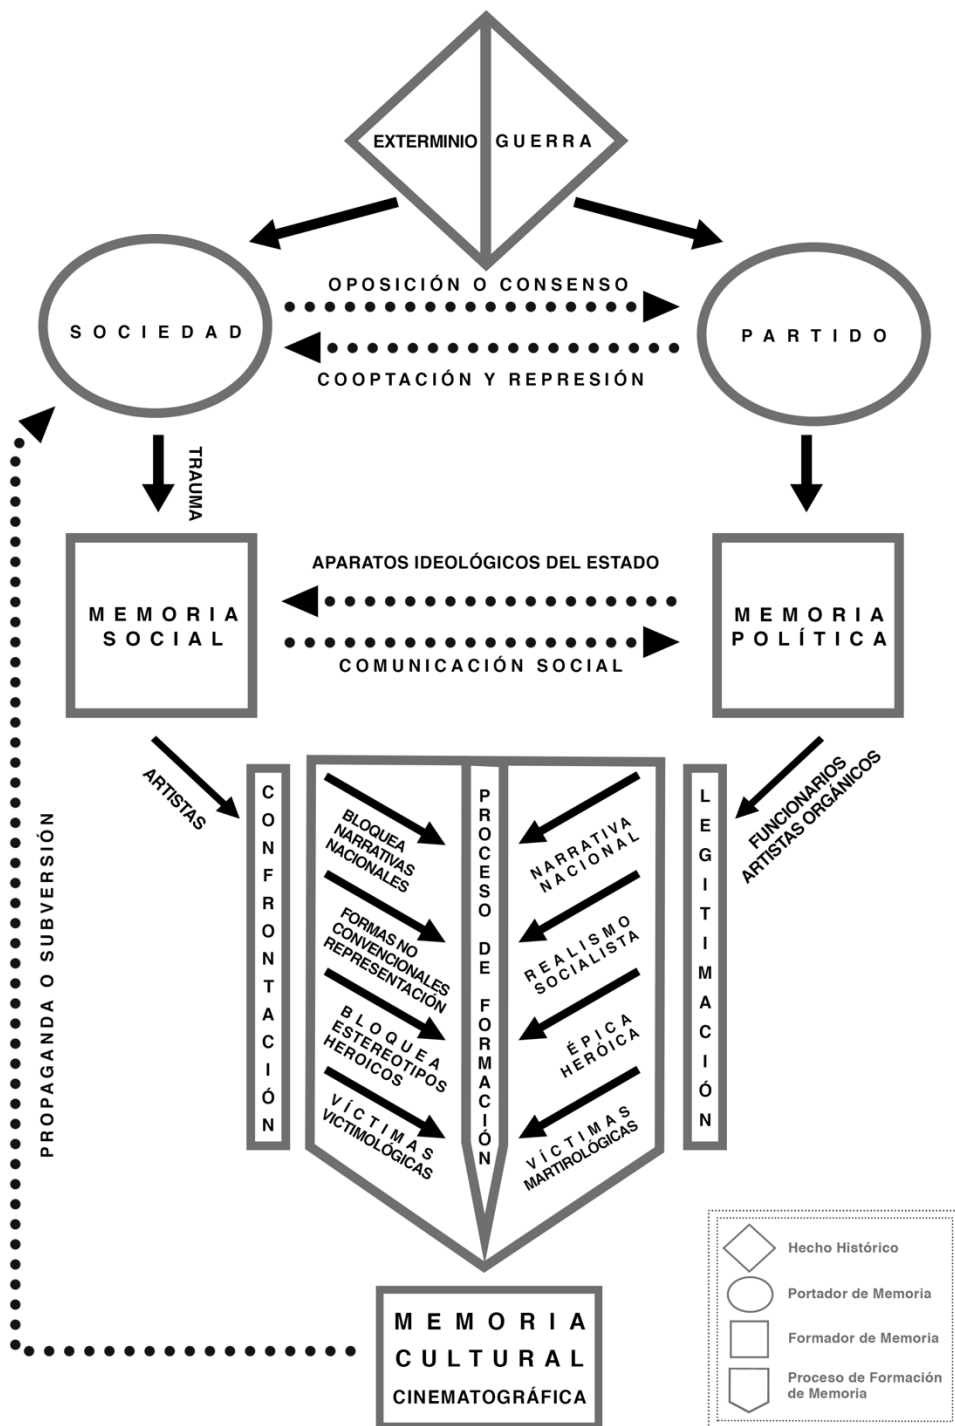 EXTERMINIO
GUERRA
OPOSICIÓN O CONSENSO
SOCIEDAD
PARTIDO
COOPTACIÓN Y REPRESIÓN
TRAUMA
APARATOS IDEOLÓGICOS DEL ESTADO
MEMORIA
SOCIAL
MEMORIA
POLÍTICA
COMUNICACIÓN SOCIAL
ARTISTAS
FUNCIONARIOS
ARTISTAS ORGÁNICOS
PROPAGANDA O SUBVERSIÓN
CONFRONTACIÓN
BLOQUEA
NARRATIVAS
NACIONALES
FORMAS NO
CONVENCIONALES
REPRESENTACIÓN
BLOQUEA
ESTEREOTIPOS
HEROICOS
VÍCTIMAS
VICTIMOLÓGICAS
PROCESO DE FORMACIÓN
NARRATIVA
NACIONAL
REALISMO
SOCIALISTA
ÉPICA
HERÓICA
VÍCTIMAS
MARTIROLÓGICAS
LEGITIMACIÓN
MEMORIA
CULTURAL
CINEMATOGRÁFICA
Hecho Histórico
Portador de Memoria
Formador de Memoria
Proceso de Formación
de Memoria